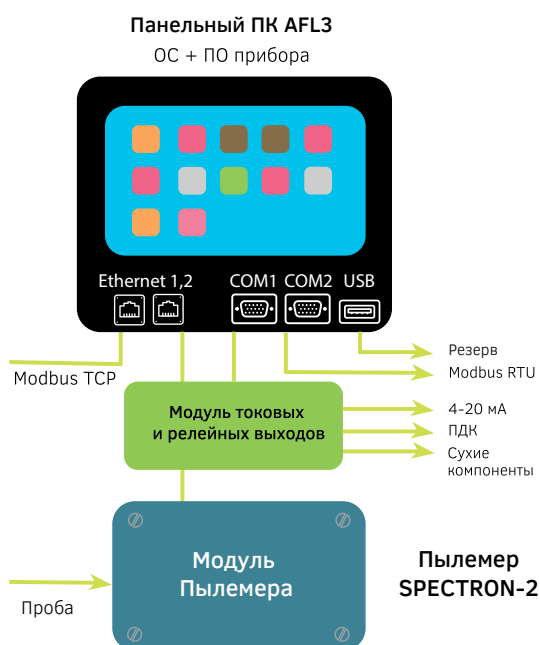 Панельный ПК AFL3
ОС + ПО прибора
Ethernet 1,2 COM1 COM2 USB
Modbus TCP
Резерв
Modbus RTU
Модуль токовых
и релейных выходов
4-20 мА
ПДК
Сухие
компоненты
Модуль
Пылемера
Пылемер
SPECTRON-2
Проба